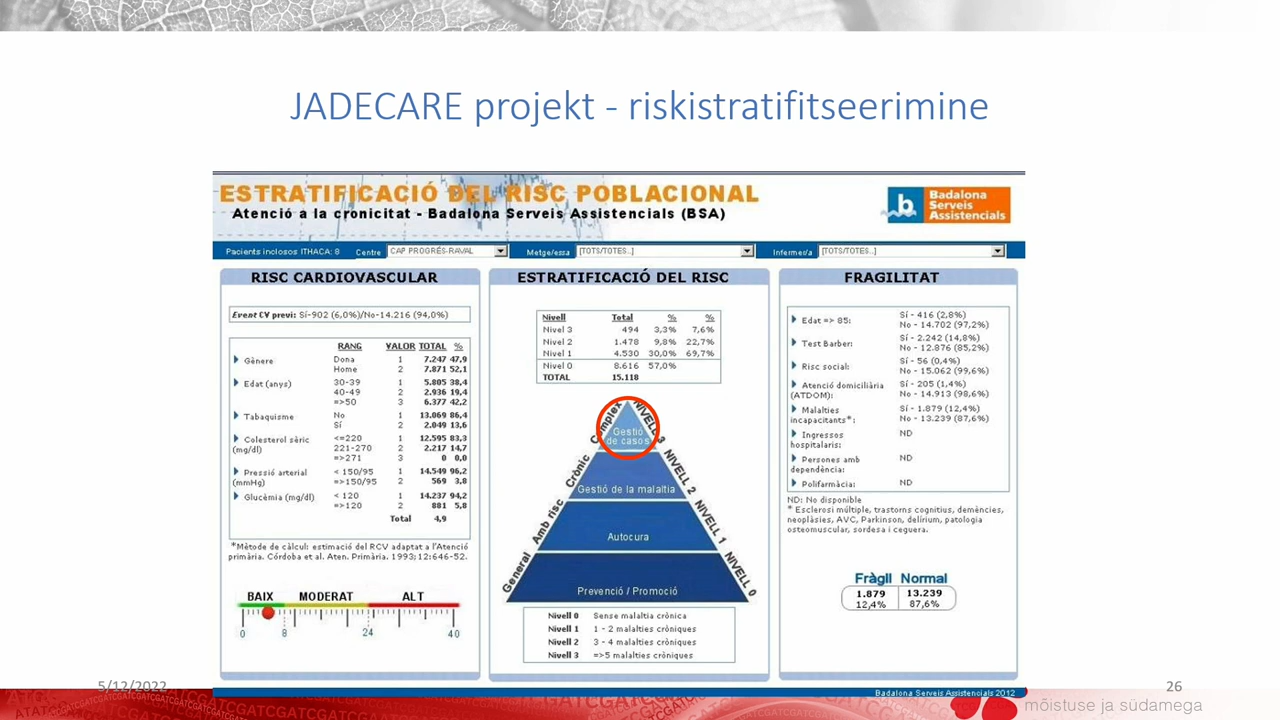 JADECARE projekt - riskistratifitseerimine
ESTRATIFICACIÓ DEL RISC POBLACIONAL
Atenció a la cronicitat - Badalona Serveis Assistencials (BSA)
b Badalona
Serveis
Assistencials
Pacients inclosos ITHACA: 8 Centre CAP PROGRÉS-RAVAL Metge/essa [TOTS/TOTES..] Infermer/a [TOTS/TOTES..]
RISC CARDIOVASCULAR
Event CV previ: Sí-902 (6,0%)/No-14.216 (94,0%)
RANG VALOR TOTAL %
Gènere Dona 1 7.247 47,9
Home 2 7.871 52,1
Edat (anys) 30-39 1 5.805 38,4
40-49 2 2.936 19,4
=>50 3 6.377 42,2
Tabaquisme No 1 13.069 86,4
Sí 2 2.049 13,6
Colesterol sèric <=220 1 12.595 83,3
(mg/dl) 221-270 2 2.217 14,7
=>271 3 0 0,0
Pressió arterial < 150/95 1 14.549 96,2
(mmHg) =>150/95 2 569 3,8
Glucèmia (mg/dl) < 120 1 14.237 94,2
=>120 2 881 5,8
Total 4,9
*Mètode de càlcul: estimació del RCV adaptat a l'Atenció
primària. Córdoba et al. Aten. Primària. 1993;12:646-52.
BAIX MODERAT ALT
0 8 24 40
ESTRATIFICACIÓ DEL RISC
Nivell Total % %
Nivel 3 494 3,3% 7,6%
Nivel 2 1.478 9,8% 22,7%
Nivel 1 4.530 30,0% 69,7%
Nivel 0 8.616 57,0%
TOTAL 15.118
Complex Gestió de casos NIVELL 3
Crònic Gestió de la malaltia NIVELL 2
Amb risc Autocura NIVELL 1
General Prevenció / Promoció NIVELL 0
Nivell 0 Sense malaltia crònica
Nivell 1 1 - 2 malalties cròniques
Nivell 2 3 - 4 malalties cròniques
Nivell 3 =>5 malalties cròniques
FRAGILITAT
Edat => 85: Sí - 416 (2,8%)
No - 14.702 (97,2%)
Test Barber: Sí - 2.242 (14,8%)
No - 12.876 (85,2%)
Risc social: Sí - 56 (0,4%)
No - 15.062 (99,6%)
Atenció domiciliària Sí - 205 (1,4%)
(ATDOM): No - 14.913 (98,6%)
Malalties Sí - 1.879 (12,4%)
incapacitants*: No - 13.239 (87,6%)
Ingressos ND
hospitalaris:
Persones amb ND
dependència:
Polifarmàcia: ND
ND: No disponible
* Esclerosi múltiple, trastorns cognitius, demències,
neoplàsies, AVC, Parkinson, delírium, patologia
osteomuscular, sordesa i ceguera.
Fràgil Normal
1.879 13.239
12,4% 87,6%
Badalona Serveis Assistencials 2012
5/12/2022
26
mõistuse ja südamega